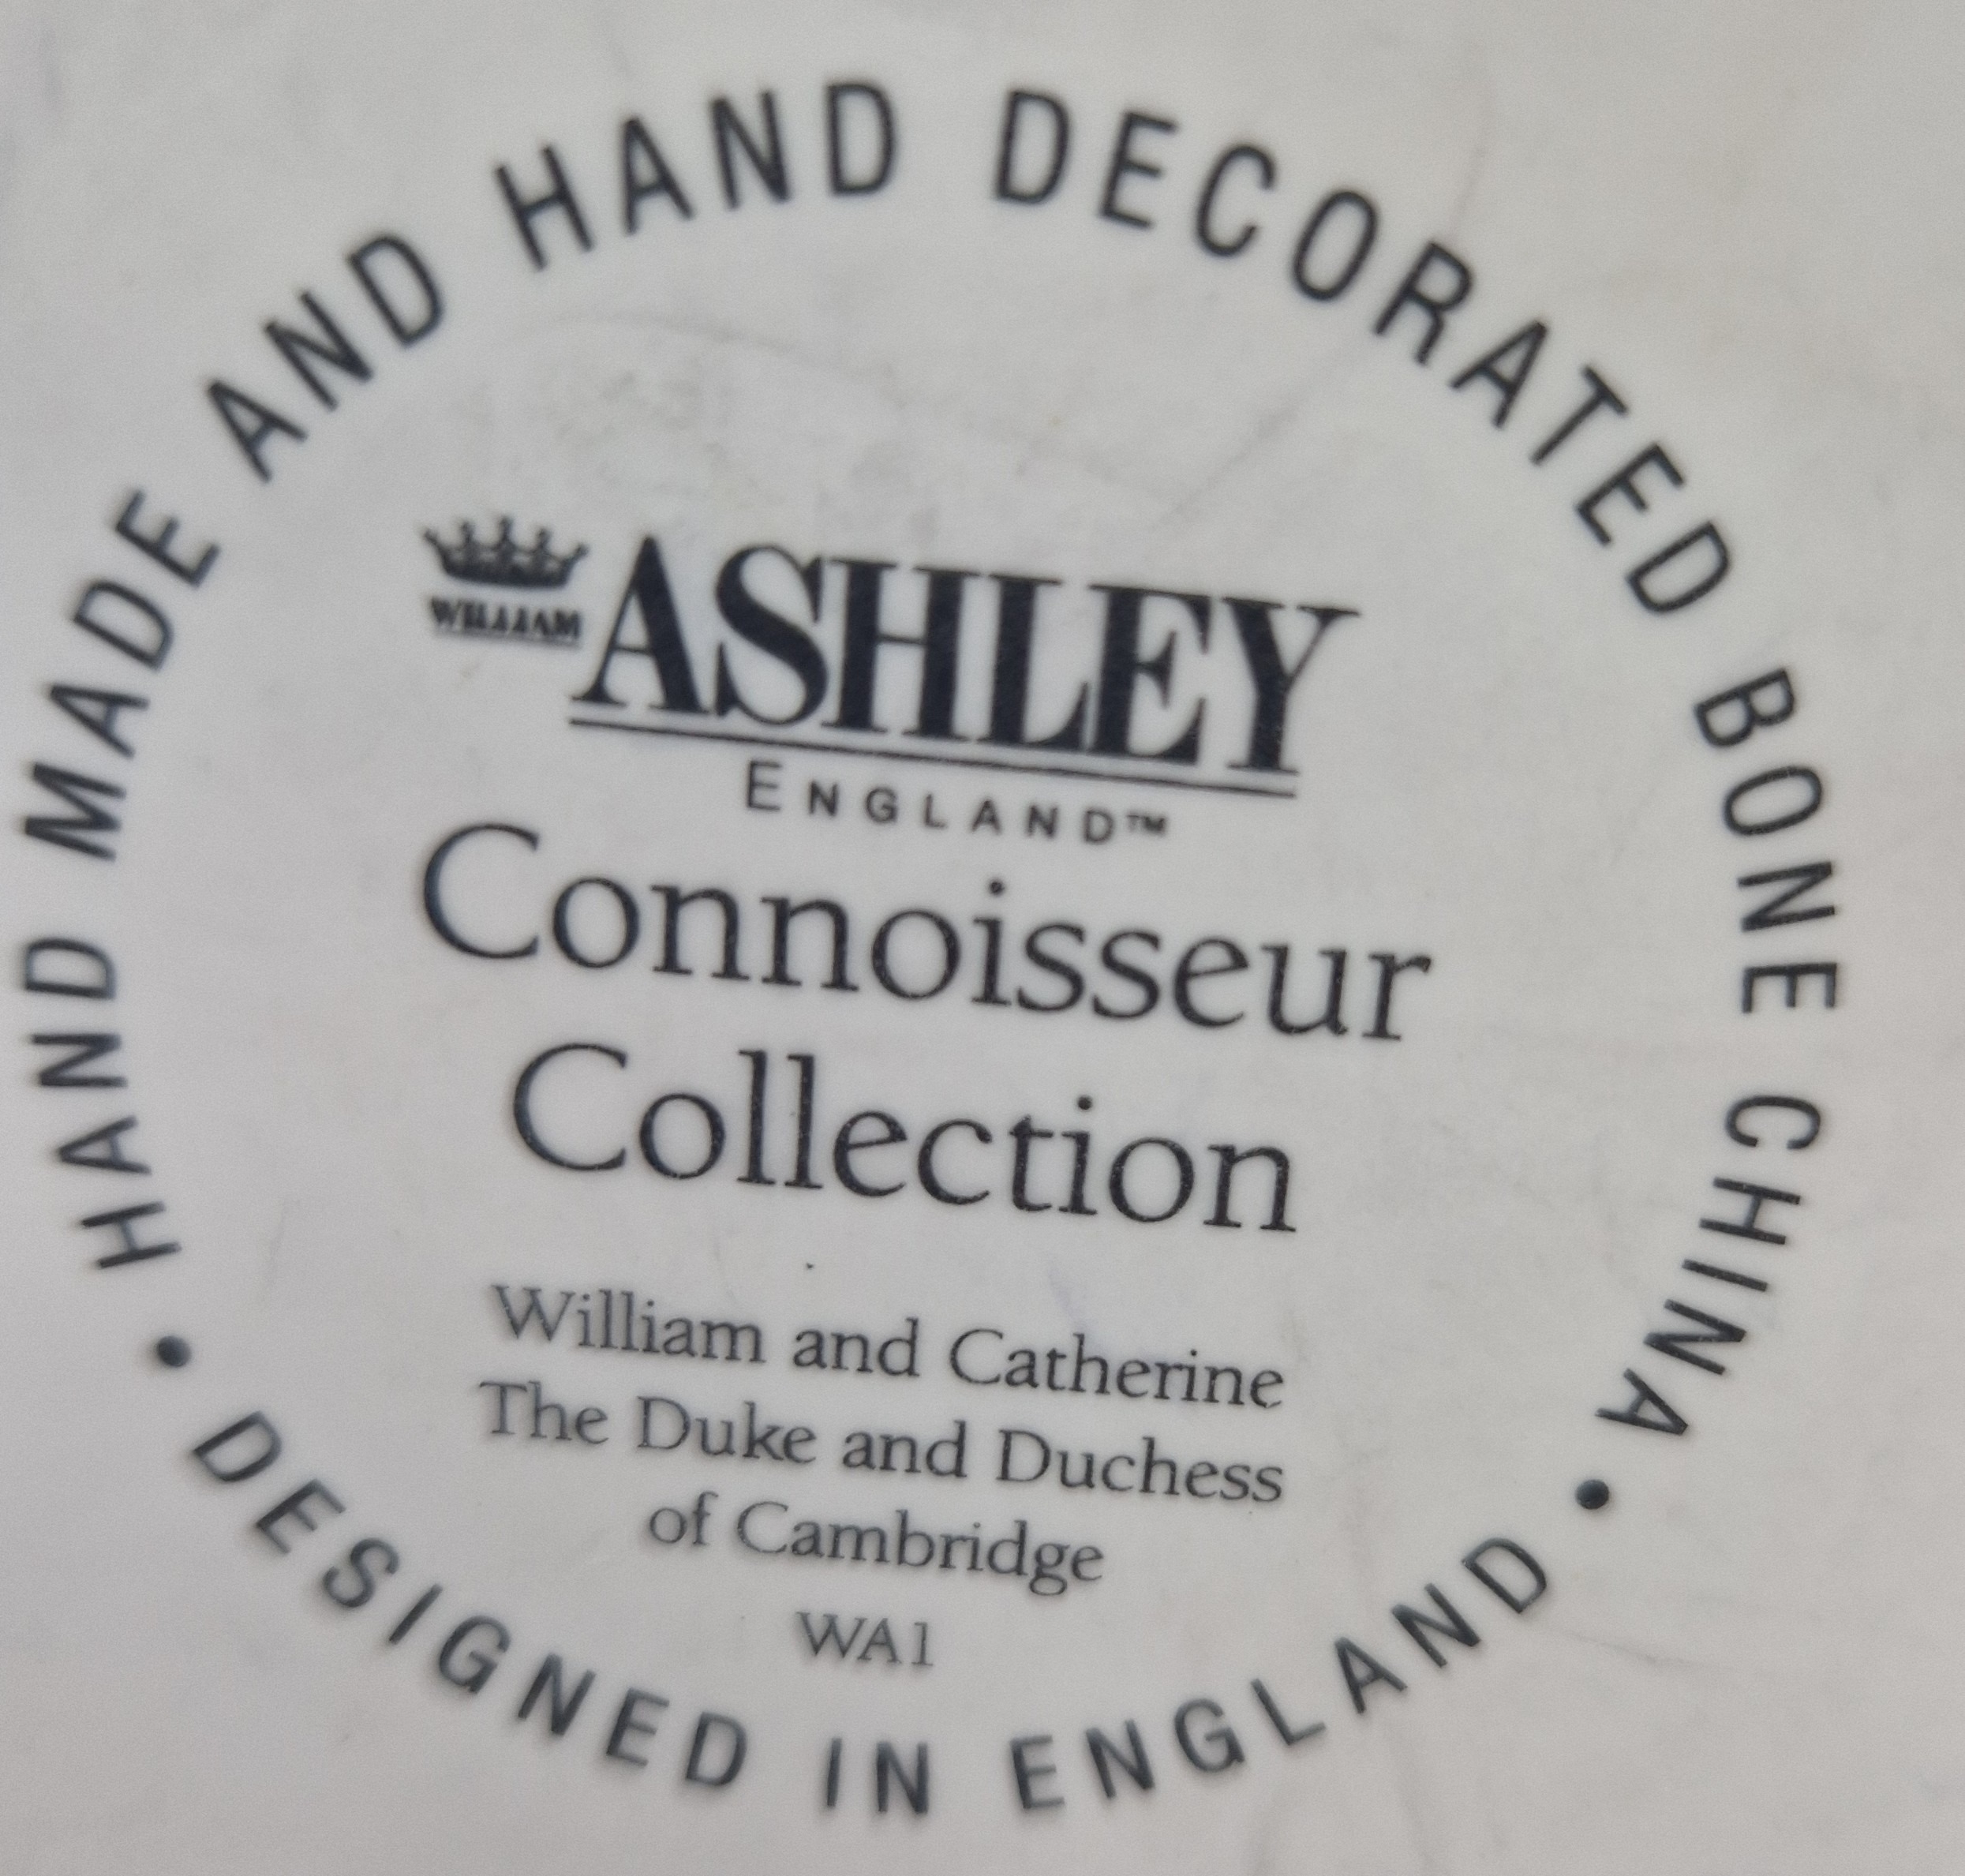 HAND MADE AND HAND DECORATED BONE CHINA •
WILLIAM
ASHLEY
ENGLAND™
Connoisseur
Collection
William and Catherine
The Duke and Duchess
of Cambridge
WA1
• DESIGNED IN ENGLAND